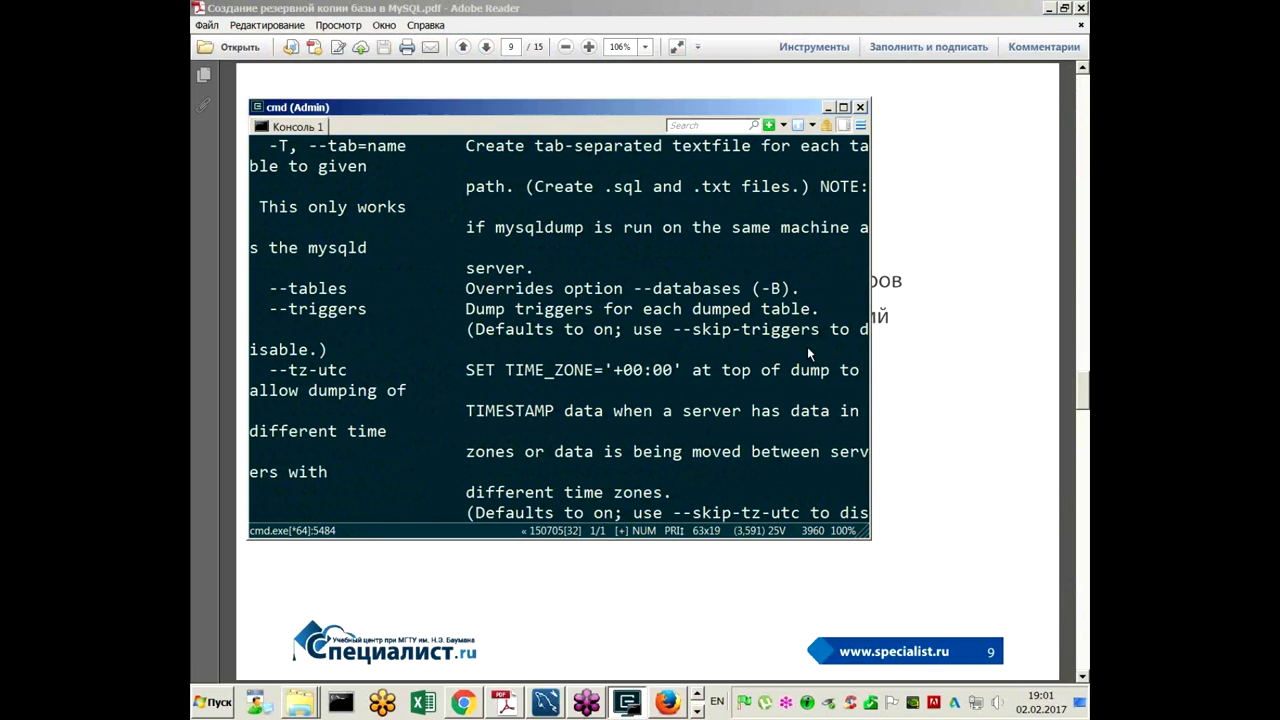 Создание резервной копии базы в MySQL.pdf - Adobe Reader
Файл Редактирование Просмотр Окно Справка
Открыть 9 / 15 106% Инструменты Заполнить и подписать Комментарии
cmd (Admin)
Консоль 1 Search
-T, --tab=name Create tab-separated textfile for each ta
ble to given
path. (Create .sql and .txt files.) NOTE:
This only works
if mysqldump is run on the same machine a
s the mysqld
server.
--tables Overrides option --databases (-B).
--triggers Dump triggers for each dumped table.
(Defaults to on; use --skip-triggers to d
isable.)
--tz-utc SET TIME_ZONE='+00:00' at top of dump to
allow dumping of
TIMESTAMP data when a server has data in
different time
zones or data is being moved between serv
ers with
different time zones.
(Defaults to on; use --skip-tz-utc to dis
cmd.exe[*64]:5484 « 150705[32] 1/1 [+] NUM PRI‡ 63x19 (3,591) 25V 3960 100%
ров
ий
Учебный центр при МГТУ им. Н.Э. Баумана
Специалист.ru
www.specialist.ru 9
Пуск EN 19:01
02.02.2017